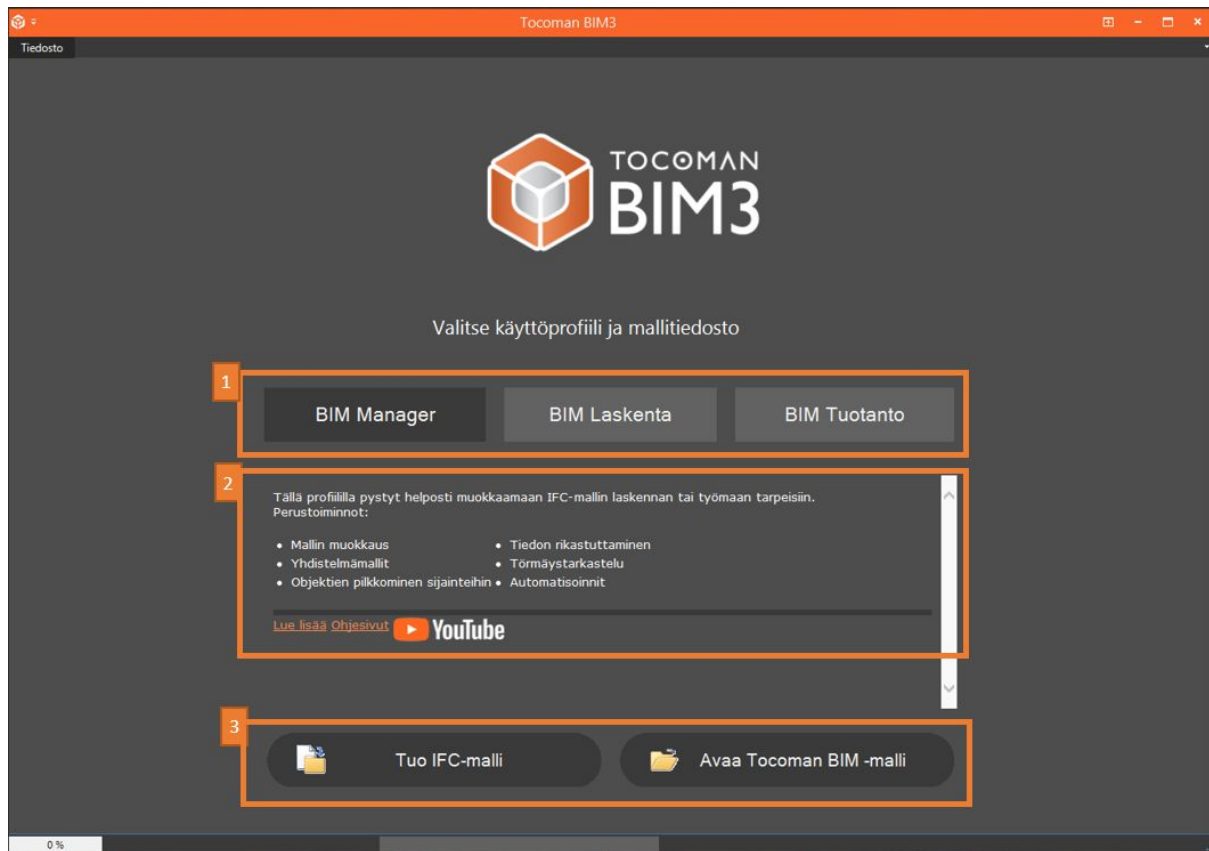 Tocoman BIM3
Tiedosto
TOCOMAN
BIM3
Valitse käyttöprofiili ja mallitiedosto
1
BIM Manager
BIM Laskenta
BIM Tuotanto
2
Tällä profiililla pystyt helposti muokkaamaan IFC-mallin laskennan tai työmaan tarpeisiin.
Perustoiminnot:
• Mallin muokkaus
• Yhdistelmämallit
• Objektien pilkkominen sijainteihin
• Tiedon rikastuttaminen
• Törmäystarkastelu
• Automatisoinnit
Lue lisää Ohjesivut YouTube
3
Tuo IFC-malli
Avaa Tocoman BIM -malli
0 %